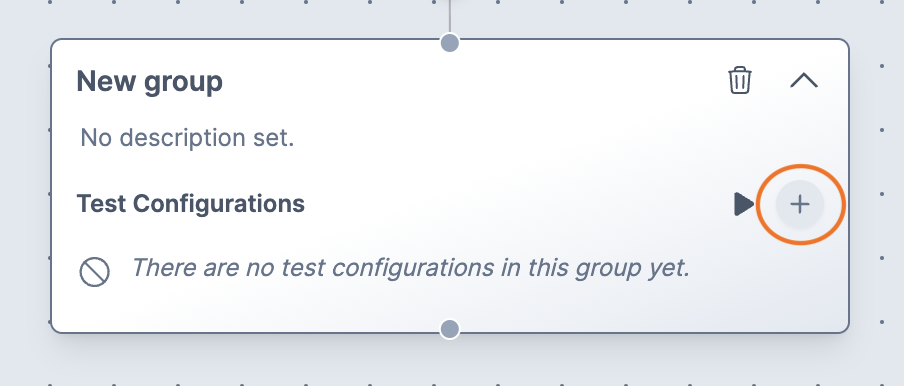 New group
No description set.
Test Configurations
There are no test configurations in this group yet.